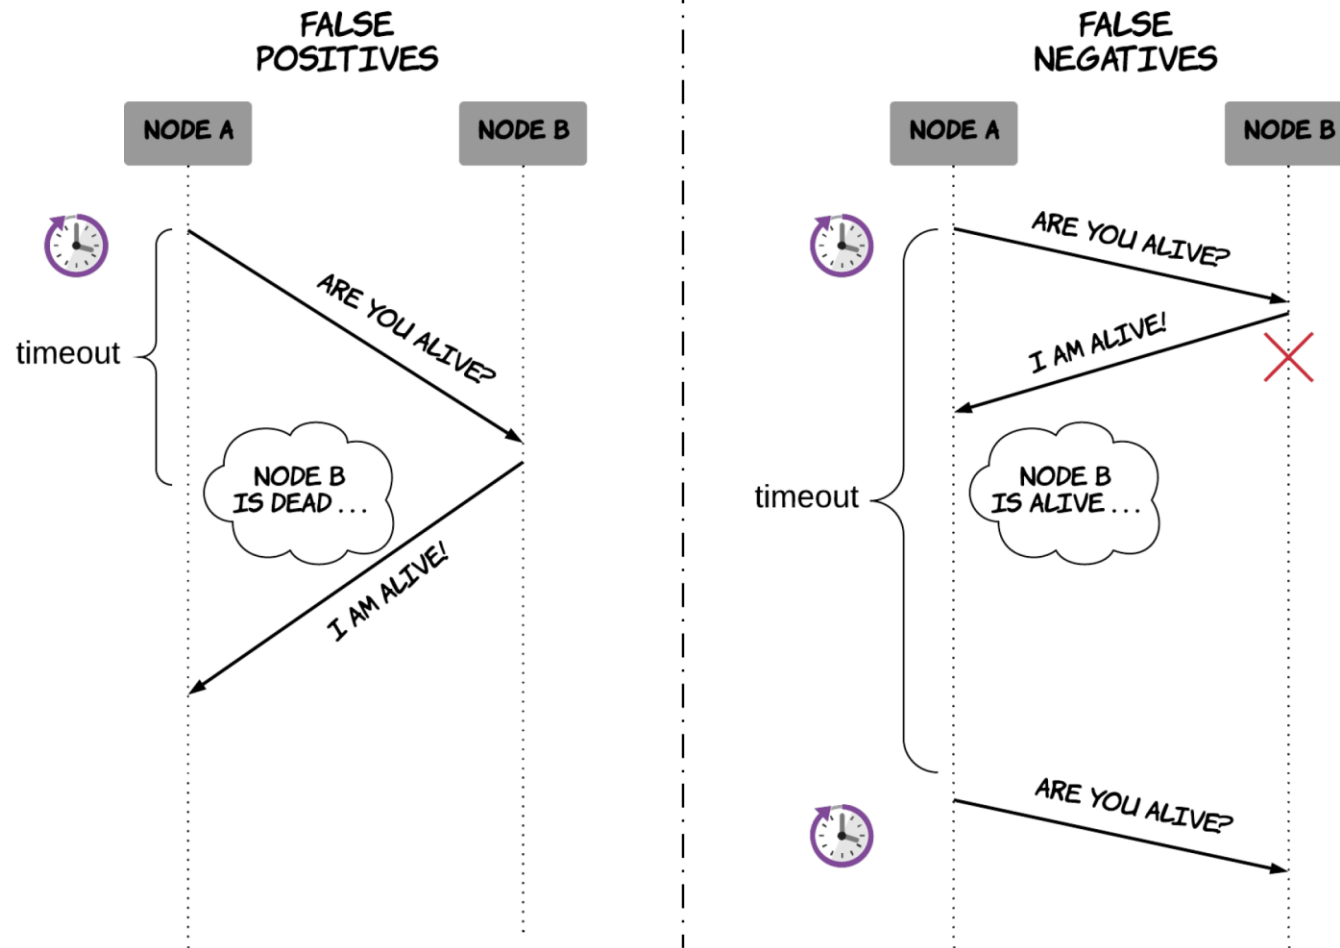 FALSE
POSITIVES
NODE A
NODE B
ARE YOU ALIVE?
timeout
NODE B
IS DEAD ...
I AM ALIVE!
FALSE
NEGATIVES
NODE A
NODE B
ARE YOU ALIVE?
I AM ALIVE!
NODE B
IS ALIVE ...
timeout
ARE YOU ALIVE?